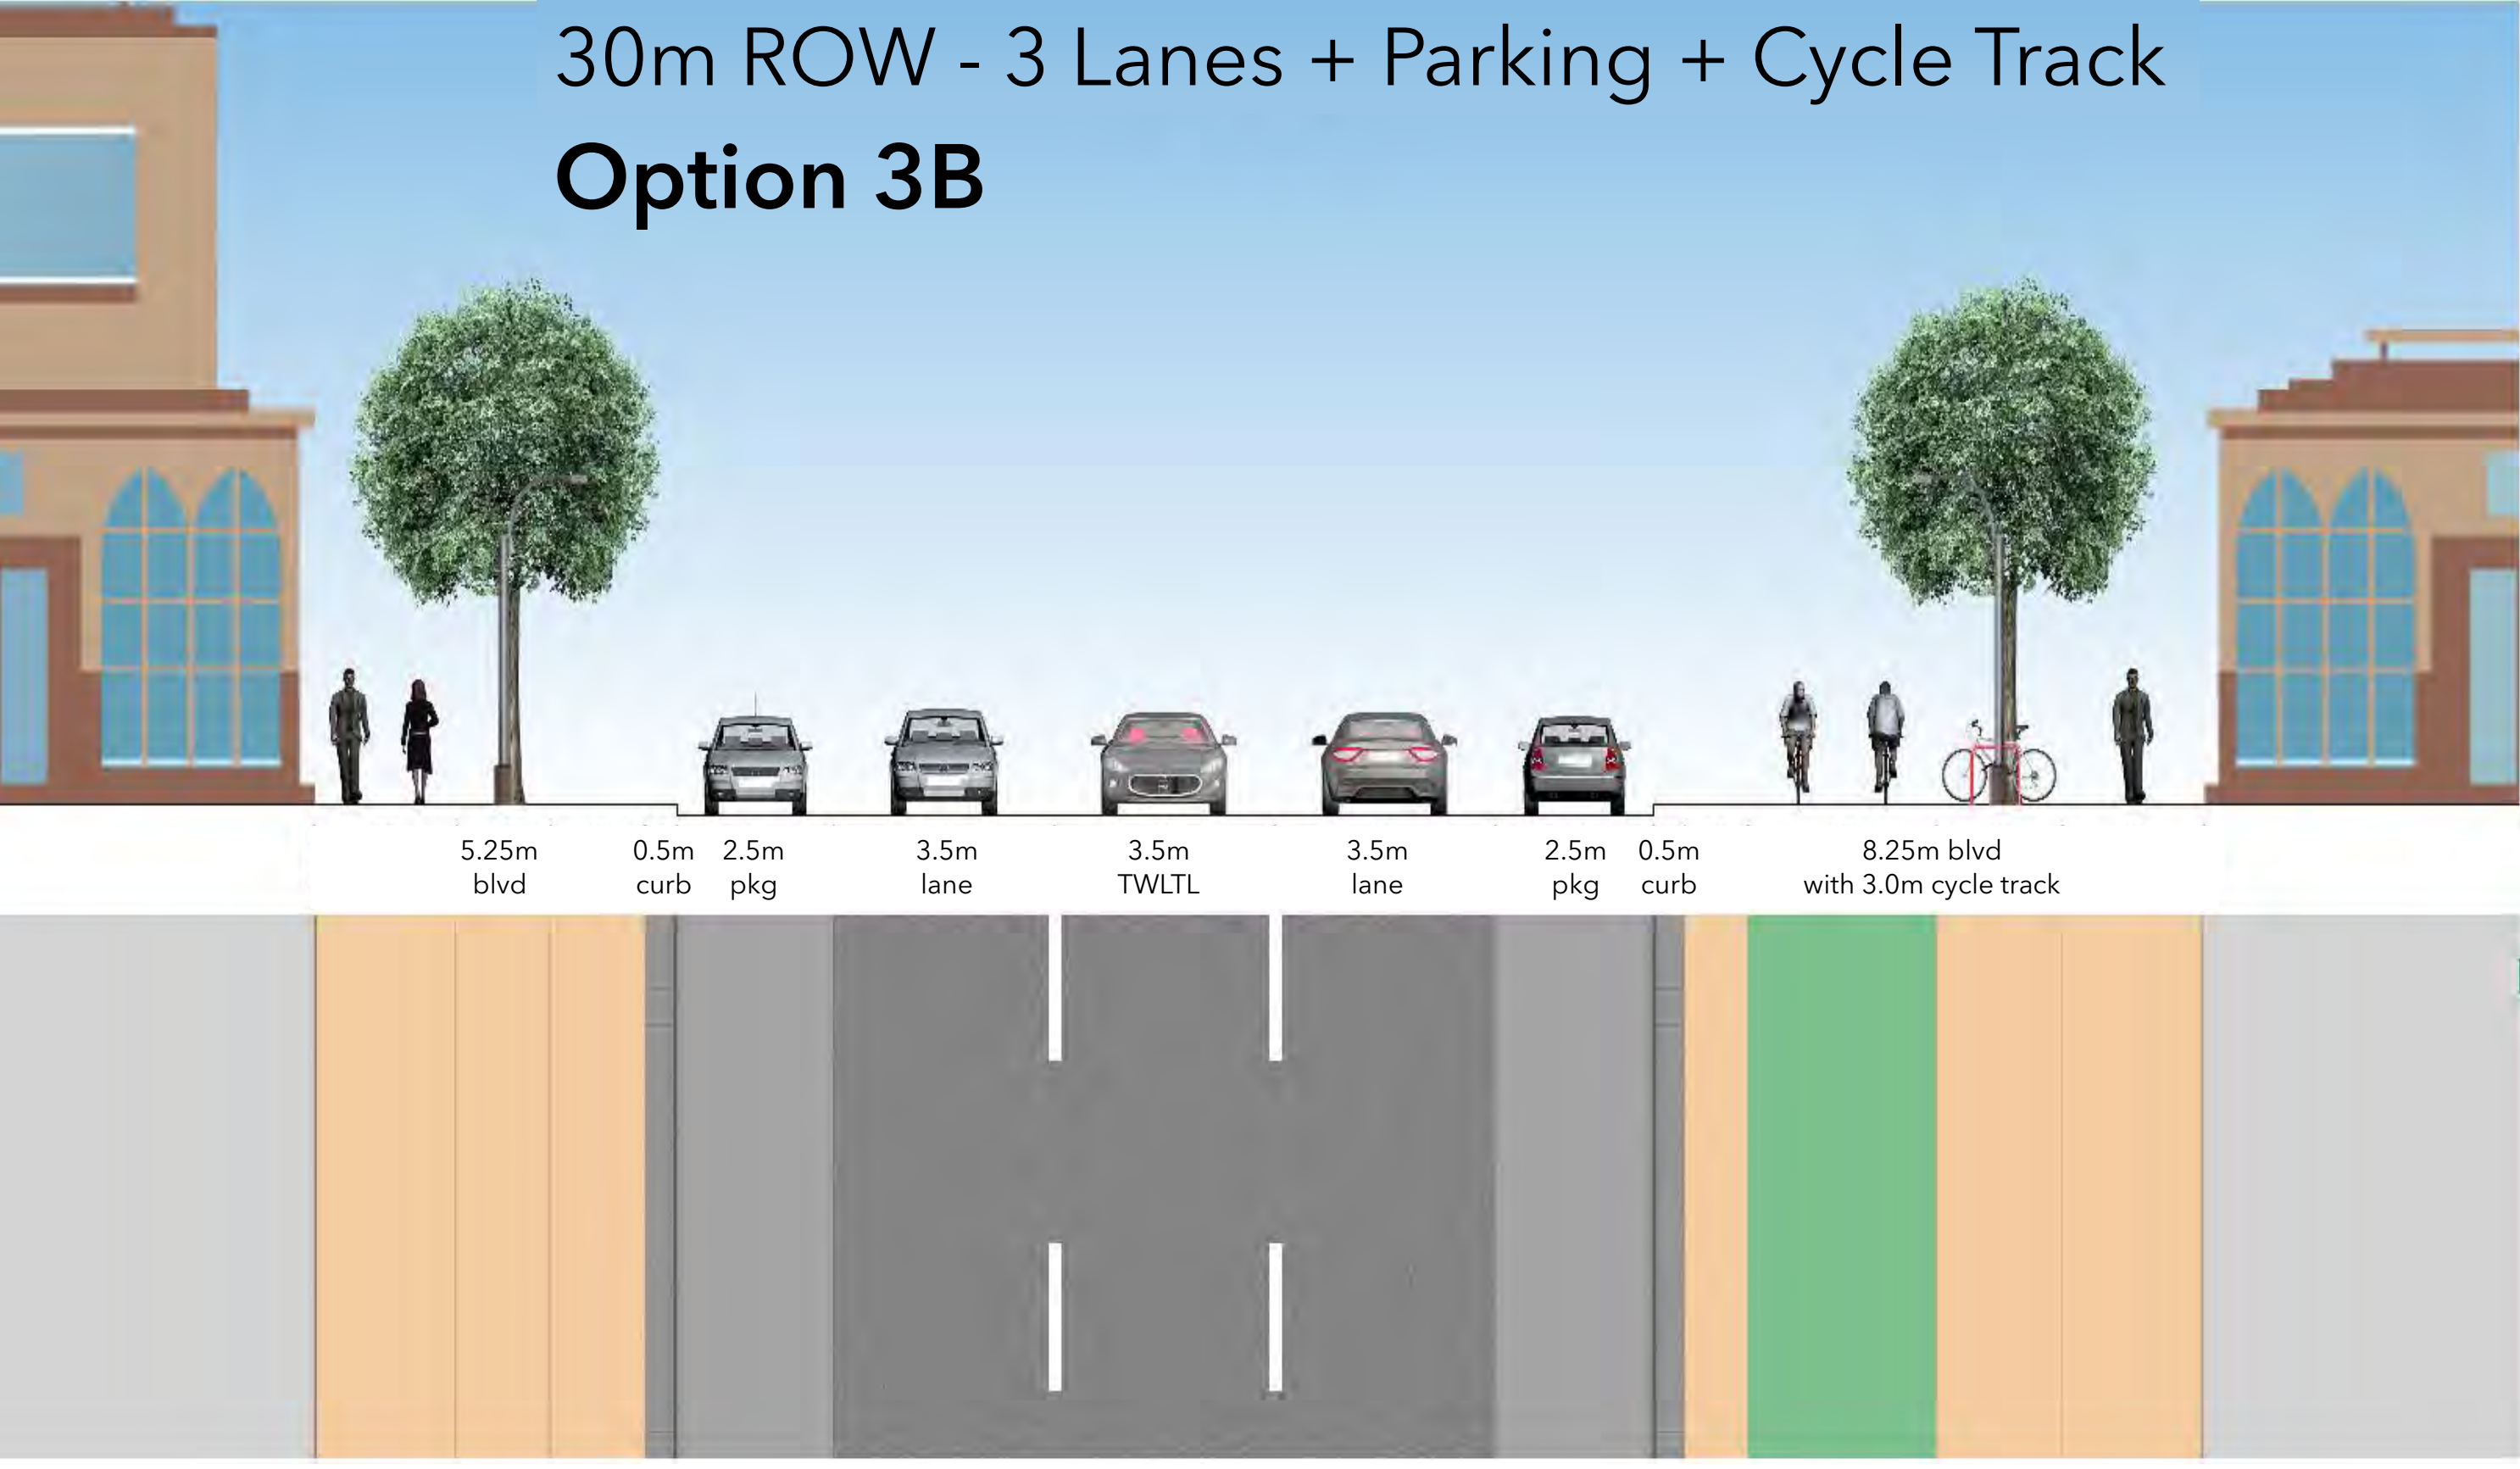 30m ROW - 3 Lanes + Parking + Cycle Track
Option 3B
5.25m
blvd
0.5m
curb
2.5m
pkg
3.5m
lane
3.5m
TWLTL
3.5m
lane
2.5m
pkg
0.5m
curb
8.25m blvd
with 3.0m cycle track